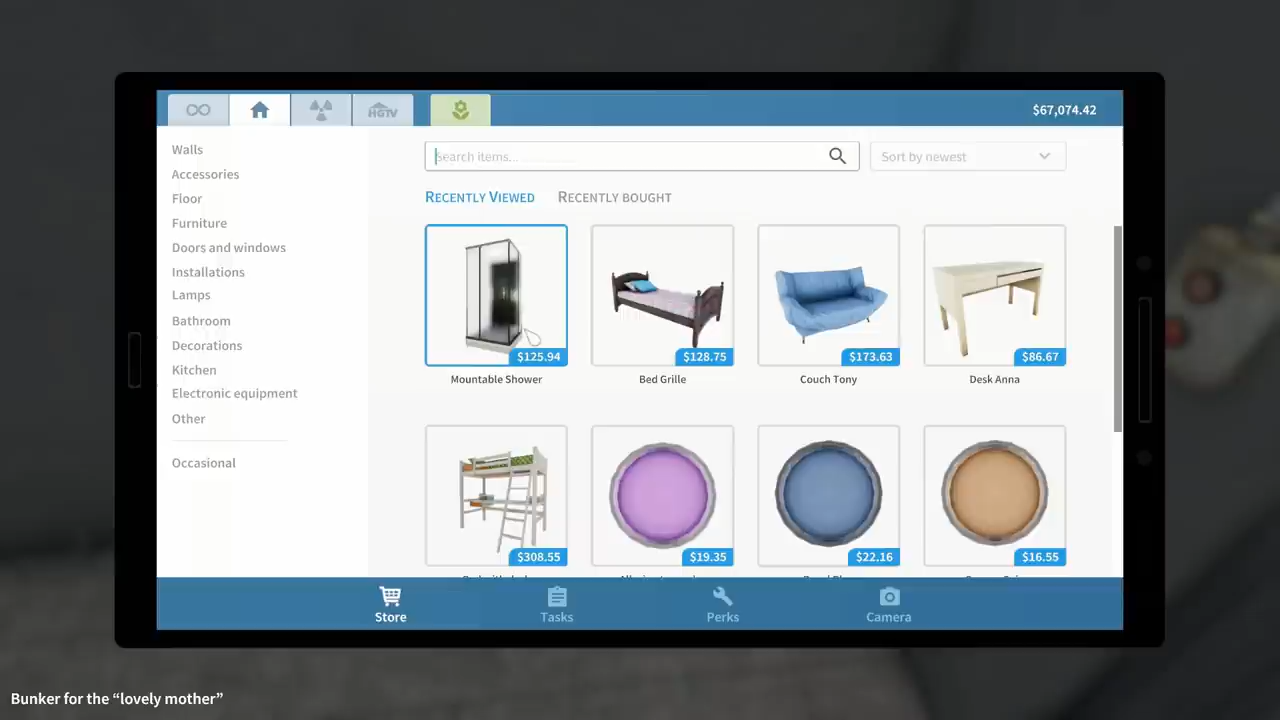 HGTV
$67,074.42
Walls
Accessories
Floor
Furniture
Doors and windows
Installations
Lamps
Bathroom
Decorations
Kitchen
Electronic equipment
Other
Occasional
Search items...
Sort by newest
Recently Viewed
Recently bought
$125.94
$128.75
$173.63
$86.67
Mountable Shower
Bed Grille
Couch Tony
Desk Anna
$308.55
$19.35
$22.16
$16.55
Store
Tasks
Perks
Camera
Bunker for the “lovely mother”